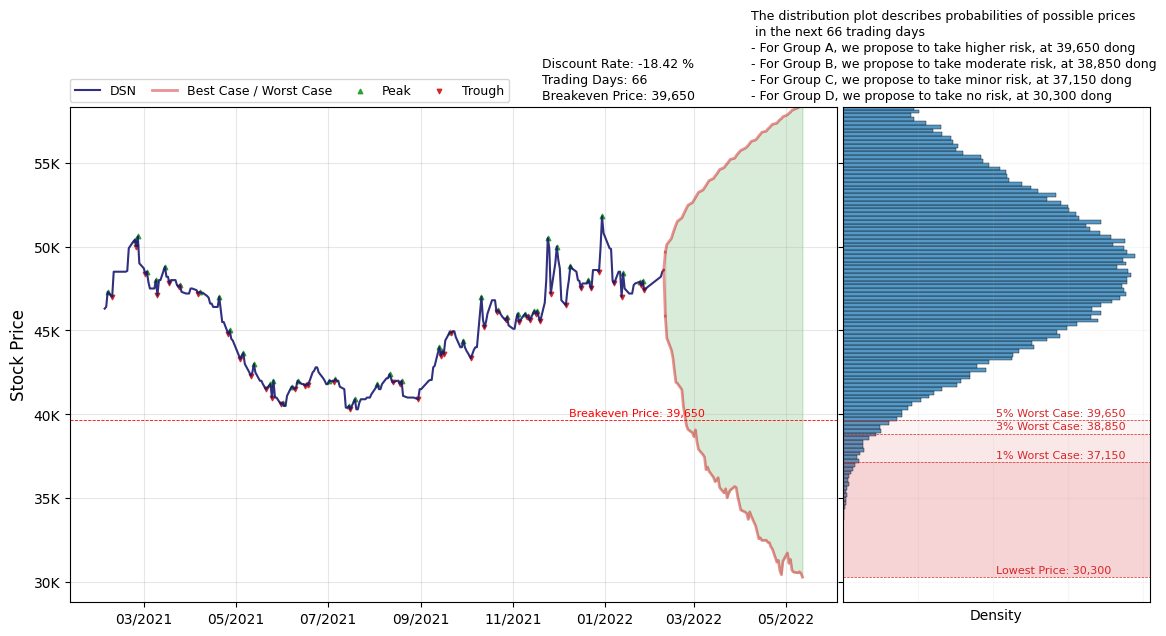 The distribution plot describes probabilities of possible prices
in the next 66 trading days
- For Group A, we propose to take higher risk, at 39,650 dong
- For Group B, we propose to take moderate risk, at 38,850 dong
- For Group C, we propose to take minor risk, at 37,150 dong
- For Group D, we propose to take no risk, at 30,300 dong
Discount Rate: -18.42 %
Trading Days: 66
Breakeven Price: 39,650
DSN
Best Case / Worst Case
Peak
Trough
Stock Price
55K
50K
45K
40K
35K
30K
Breakeven Price: 39,650
5% Worst Case: 39,650
3% Worst Case: 38,850
1% Worst Case: 37,150
Lowest Price: 30,300
03/2021
05/2021
07/2021
09/2021
11/2021
01/2022
03/2022
05/2022
Density